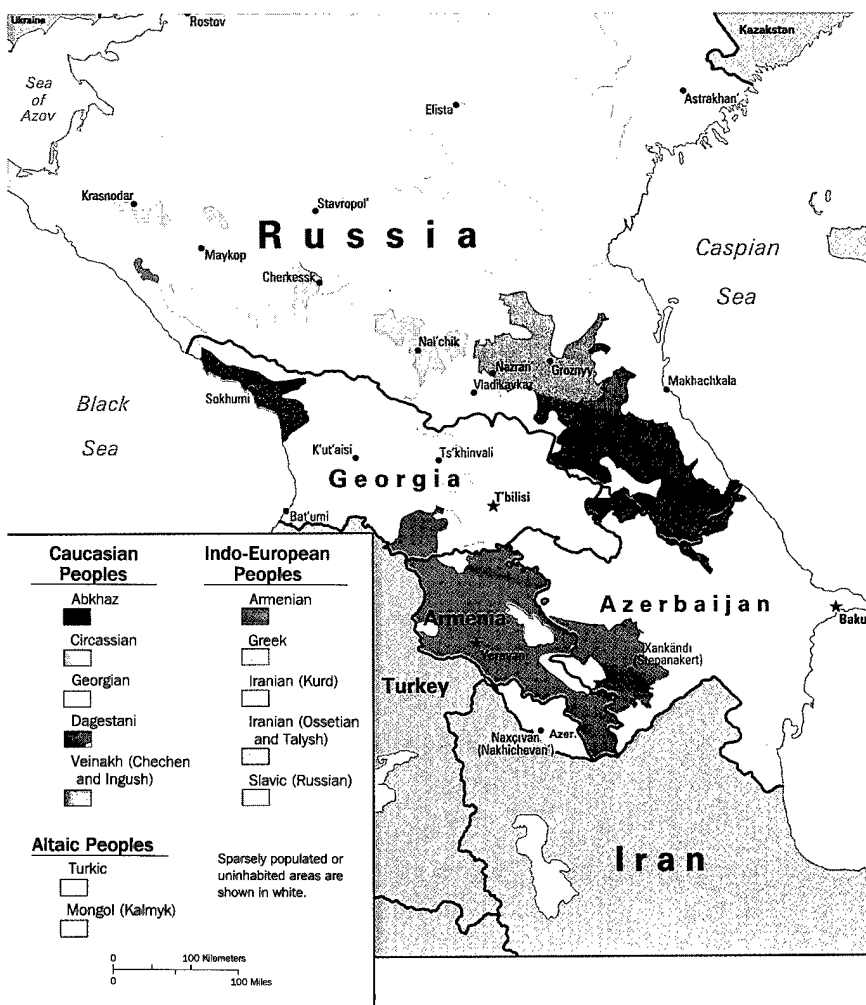 Ukraine
Rostov
Kazakstan
Sea
of
Azov
Astrakhan'
Elista
Krasnodar
Stavropol'
Russia
Maykop
Caspian
Sea
Cherkessk
Nal'chik
Nazran'
Groznyy
Vladikavkaz
Makhachkala
Sokhumi
Black
Sea
K'ut'aisi
Ts'khinvali
Georgia
T'bilisi
Bat'umi
Azerbaijan
Baku
Armenia
Yerevan
Xankändi
(Stepanakert)
Turkey
Naxçıvan
(Nakhichevan')
Azer.
Iran
Caucasian
Peoples
Abkhaz
Circassian
Georgian
Dagestani
Veinakh (Chechen
and Ingush)
Indo-European
Peoples
Armenian
Greek
Iranian (Kurd)
Iranian (Ossetian
and Talysh)
Slavic (Russian)
Altaic Peoples
Turkic
Mongol (Kalmyk)
Sparsely populated or
uninhabited areas are
shown in white.
0 100 Kilometers
0 100 Miles